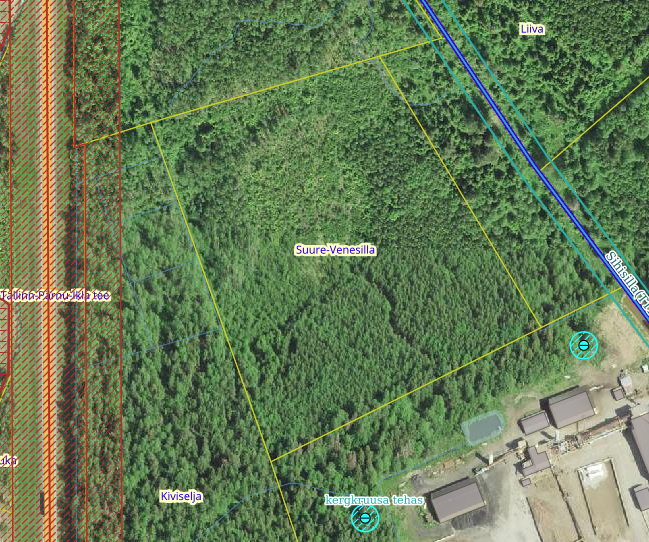 Liiva
Suure-Venesilla
Tallinn-Pärnu-Ikla tee
Kiviselja
kergkruusa tehas